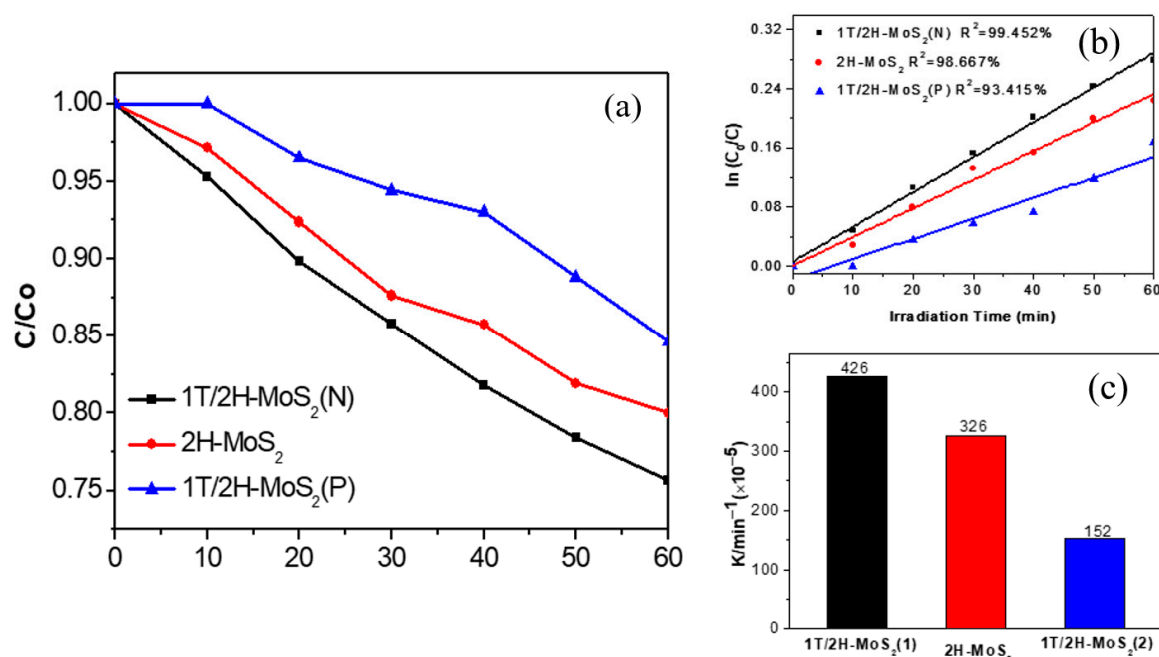 (a)
C/Co
1.00
0.95
0.90
0.85
0.80
0.75
1T/2H-MoS₂(N)
2H-MoS₂
1T/2H-MoS₂(P)
0 10 20 30 40 50 60
(b)
ln (C₀/C)
0.32
0.24
0.16
0.08
0.00
1T/2H-MoS₂(N) R²=99.452%
2H-MoS₂ R²=98.667%
1T/2H-MoS₂(P) R²=93.415%
0 10 20 30 40 50 60
Irradiation Time (min)
(c)
K/min⁻¹(×10⁻⁵)
400
300
200
100
0
426
326
152
1T/2H-MoS₂(1) 2H-MoS₂ 1T/2H-MoS₂(2)